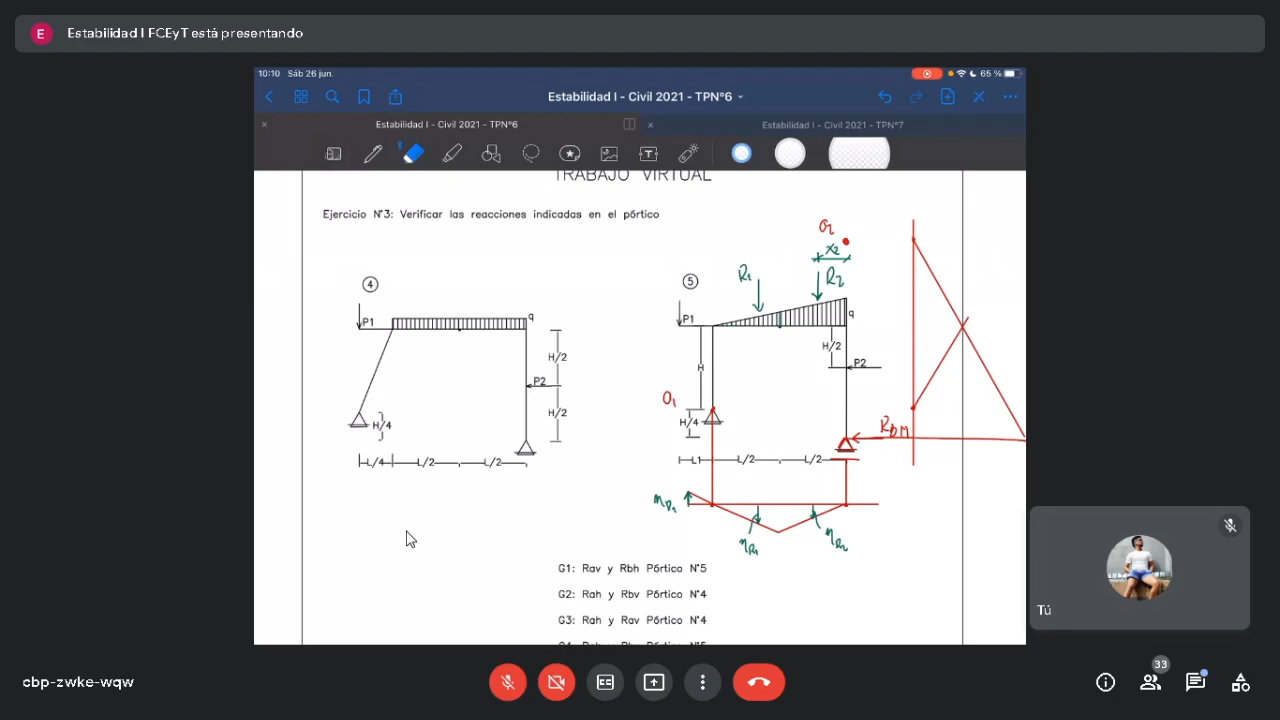 E
Estabilidad I FCEyT está presentando
10:10 Sáb 26 jun.
65 %
Estabilidad I - Civil 2021 - TPN°6
Estabilidad I - Civil 2021 - TPN°6
Estabilidad I - Civil 2021 - TPN°7
TRABAJO VIRTUAL
Ejercicio N°3: Verificar las reacciones indicadas en el pórtico
4
P1
q
H/2
P2
H/2
H/4
L/4
L/2
L/2
5
P1
R1
x2
R2
q
H/2
P2
H
O1
H/4
RbH
L1
L/2
L/2
ηP1
ηR1
ηR2
G1: Rav y Rbh Pórtico N°5
G2: Rah y Rbv Pórtico N°4
G3: Rah y Rav Pórtico N°4
Tú
cbp-zwke-wqw
33